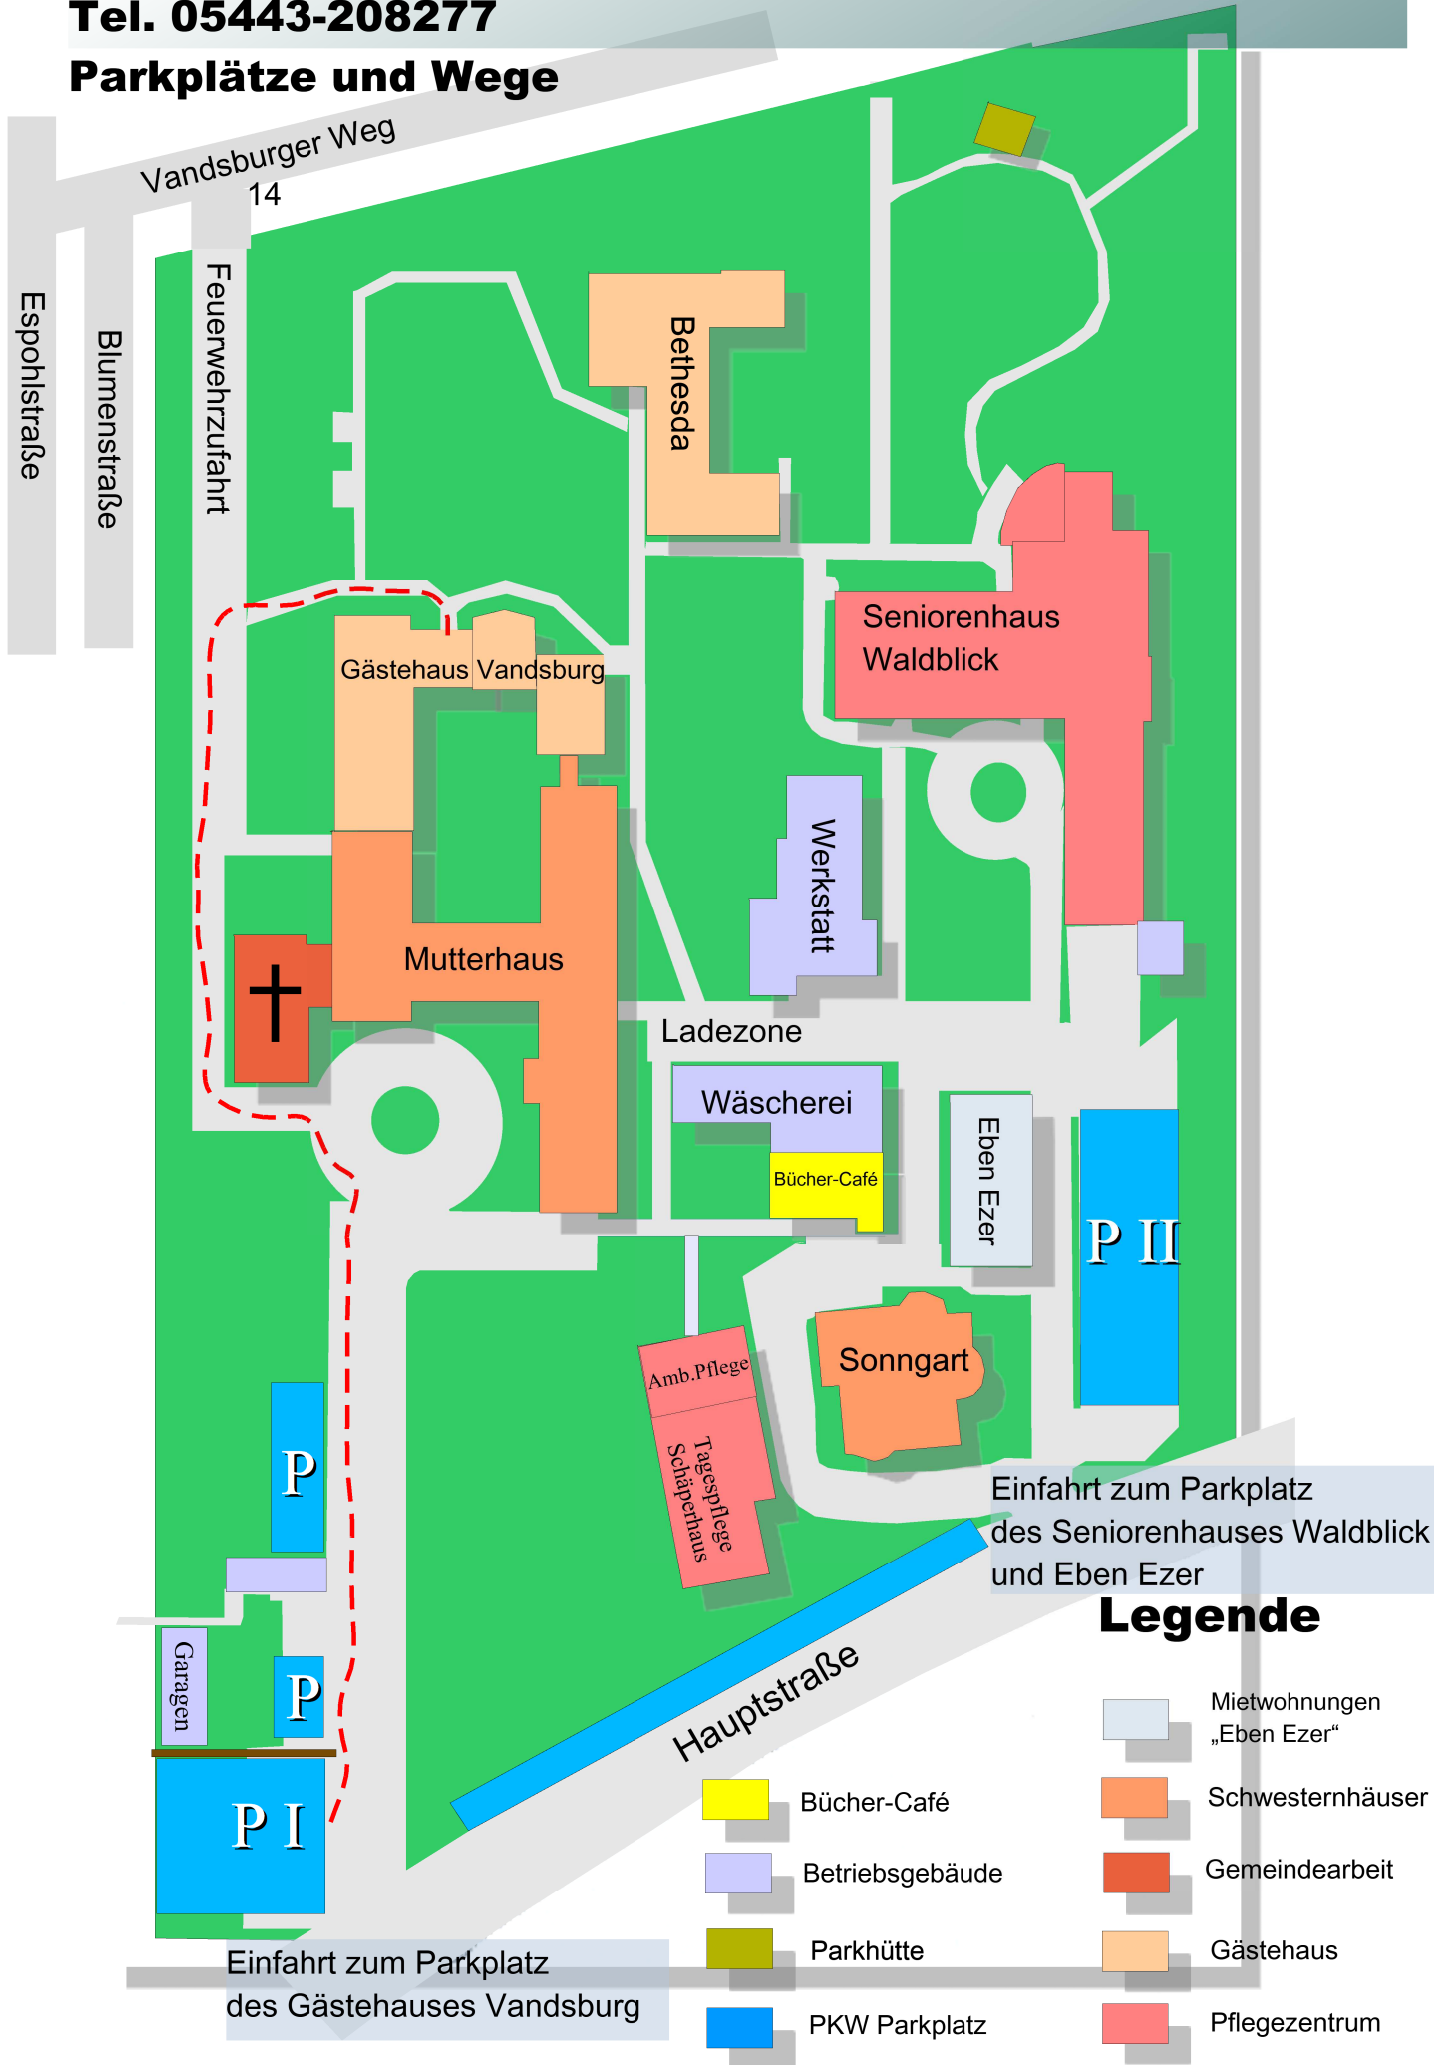 Tel. 05443-208277
Parkplätze und Wege
Vandsburger Weg
14
Espohlstraße
Blumenstraße
Feuerwehrzufahrt
Bethesda
Seniorenhaus
Waldblick
Gästehaus Vandsburg
Werkstatt
Mutterhaus
Ladezone
Wäscherei
Bücher-Café
Eben Ezer
P II
Sonngart
Amb.Pflege
Tagespflege
Schäperhaus
P
Garagen
P
P I
Hauptstraße
Einfahrt zum Parkplatz
des Seniorenhauses Waldblick
und Eben Ezer
Einfahrt zum Parkplatz
des Gästehauses Vandsburg
Legende
Mietwohnungen
„Eben Ezer“
Bücher-Café
Schwesternhäuser
Betriebsgebäude
Gemeindearbeit
Parkhütte
Gästehaus
PKW Parkplatz
Pflegezentrum